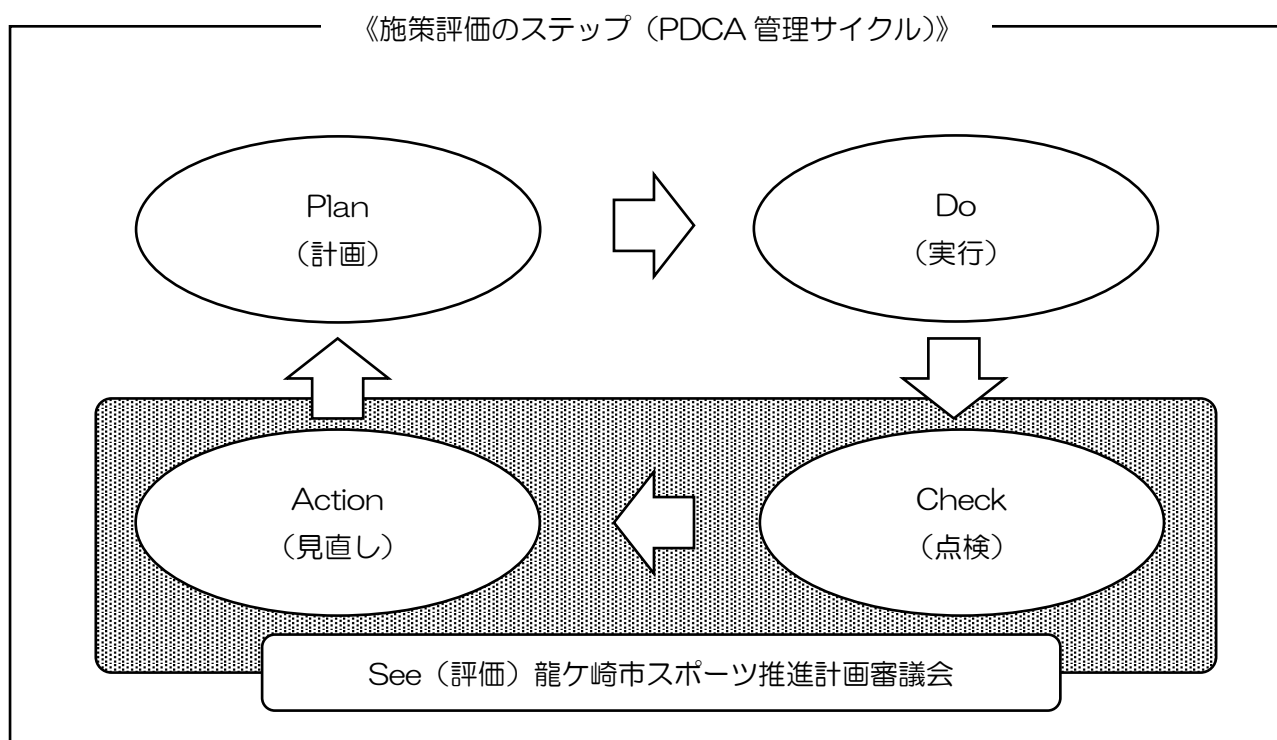 《施策評価のステップ（PDCA 管理サイクル）》
Plan
（計画）
Do
（実行）
Action
（見直し）
Check
（点検）
See（評価）龍ケ崎市スポーツ推進計画審議会